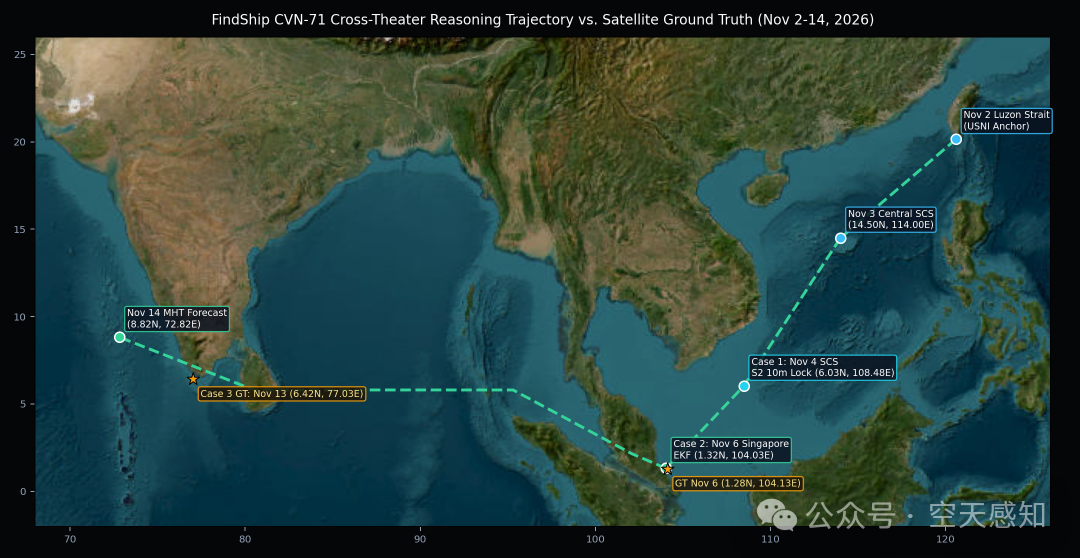 FindShip CVN-71 Cross-Theater Reasoning Trajectory vs. Satellite Ground Truth (Nov 2-14, 2026)
25
20
15
10
5
0
Nov 2 Luzon Strait
(USNI Anchor)
Nov 3 Central SCS
(14.50N, 114.00E)
Nov 14 MHT Forecast
(8.82N, 72.82E)
Case 1: Nov 4 SCS
S2 10m Lock (6.03N, 108.48E)
Case 3 GT: Nov 13 (6.42N, 77.03E)
Case 2: Nov 6 Singapore
EKF (1.32N, 104.03E)
GT Nov 6 (1.28N, 104.13E)
公众号 · 空天感知
70 80 90 100 110 120